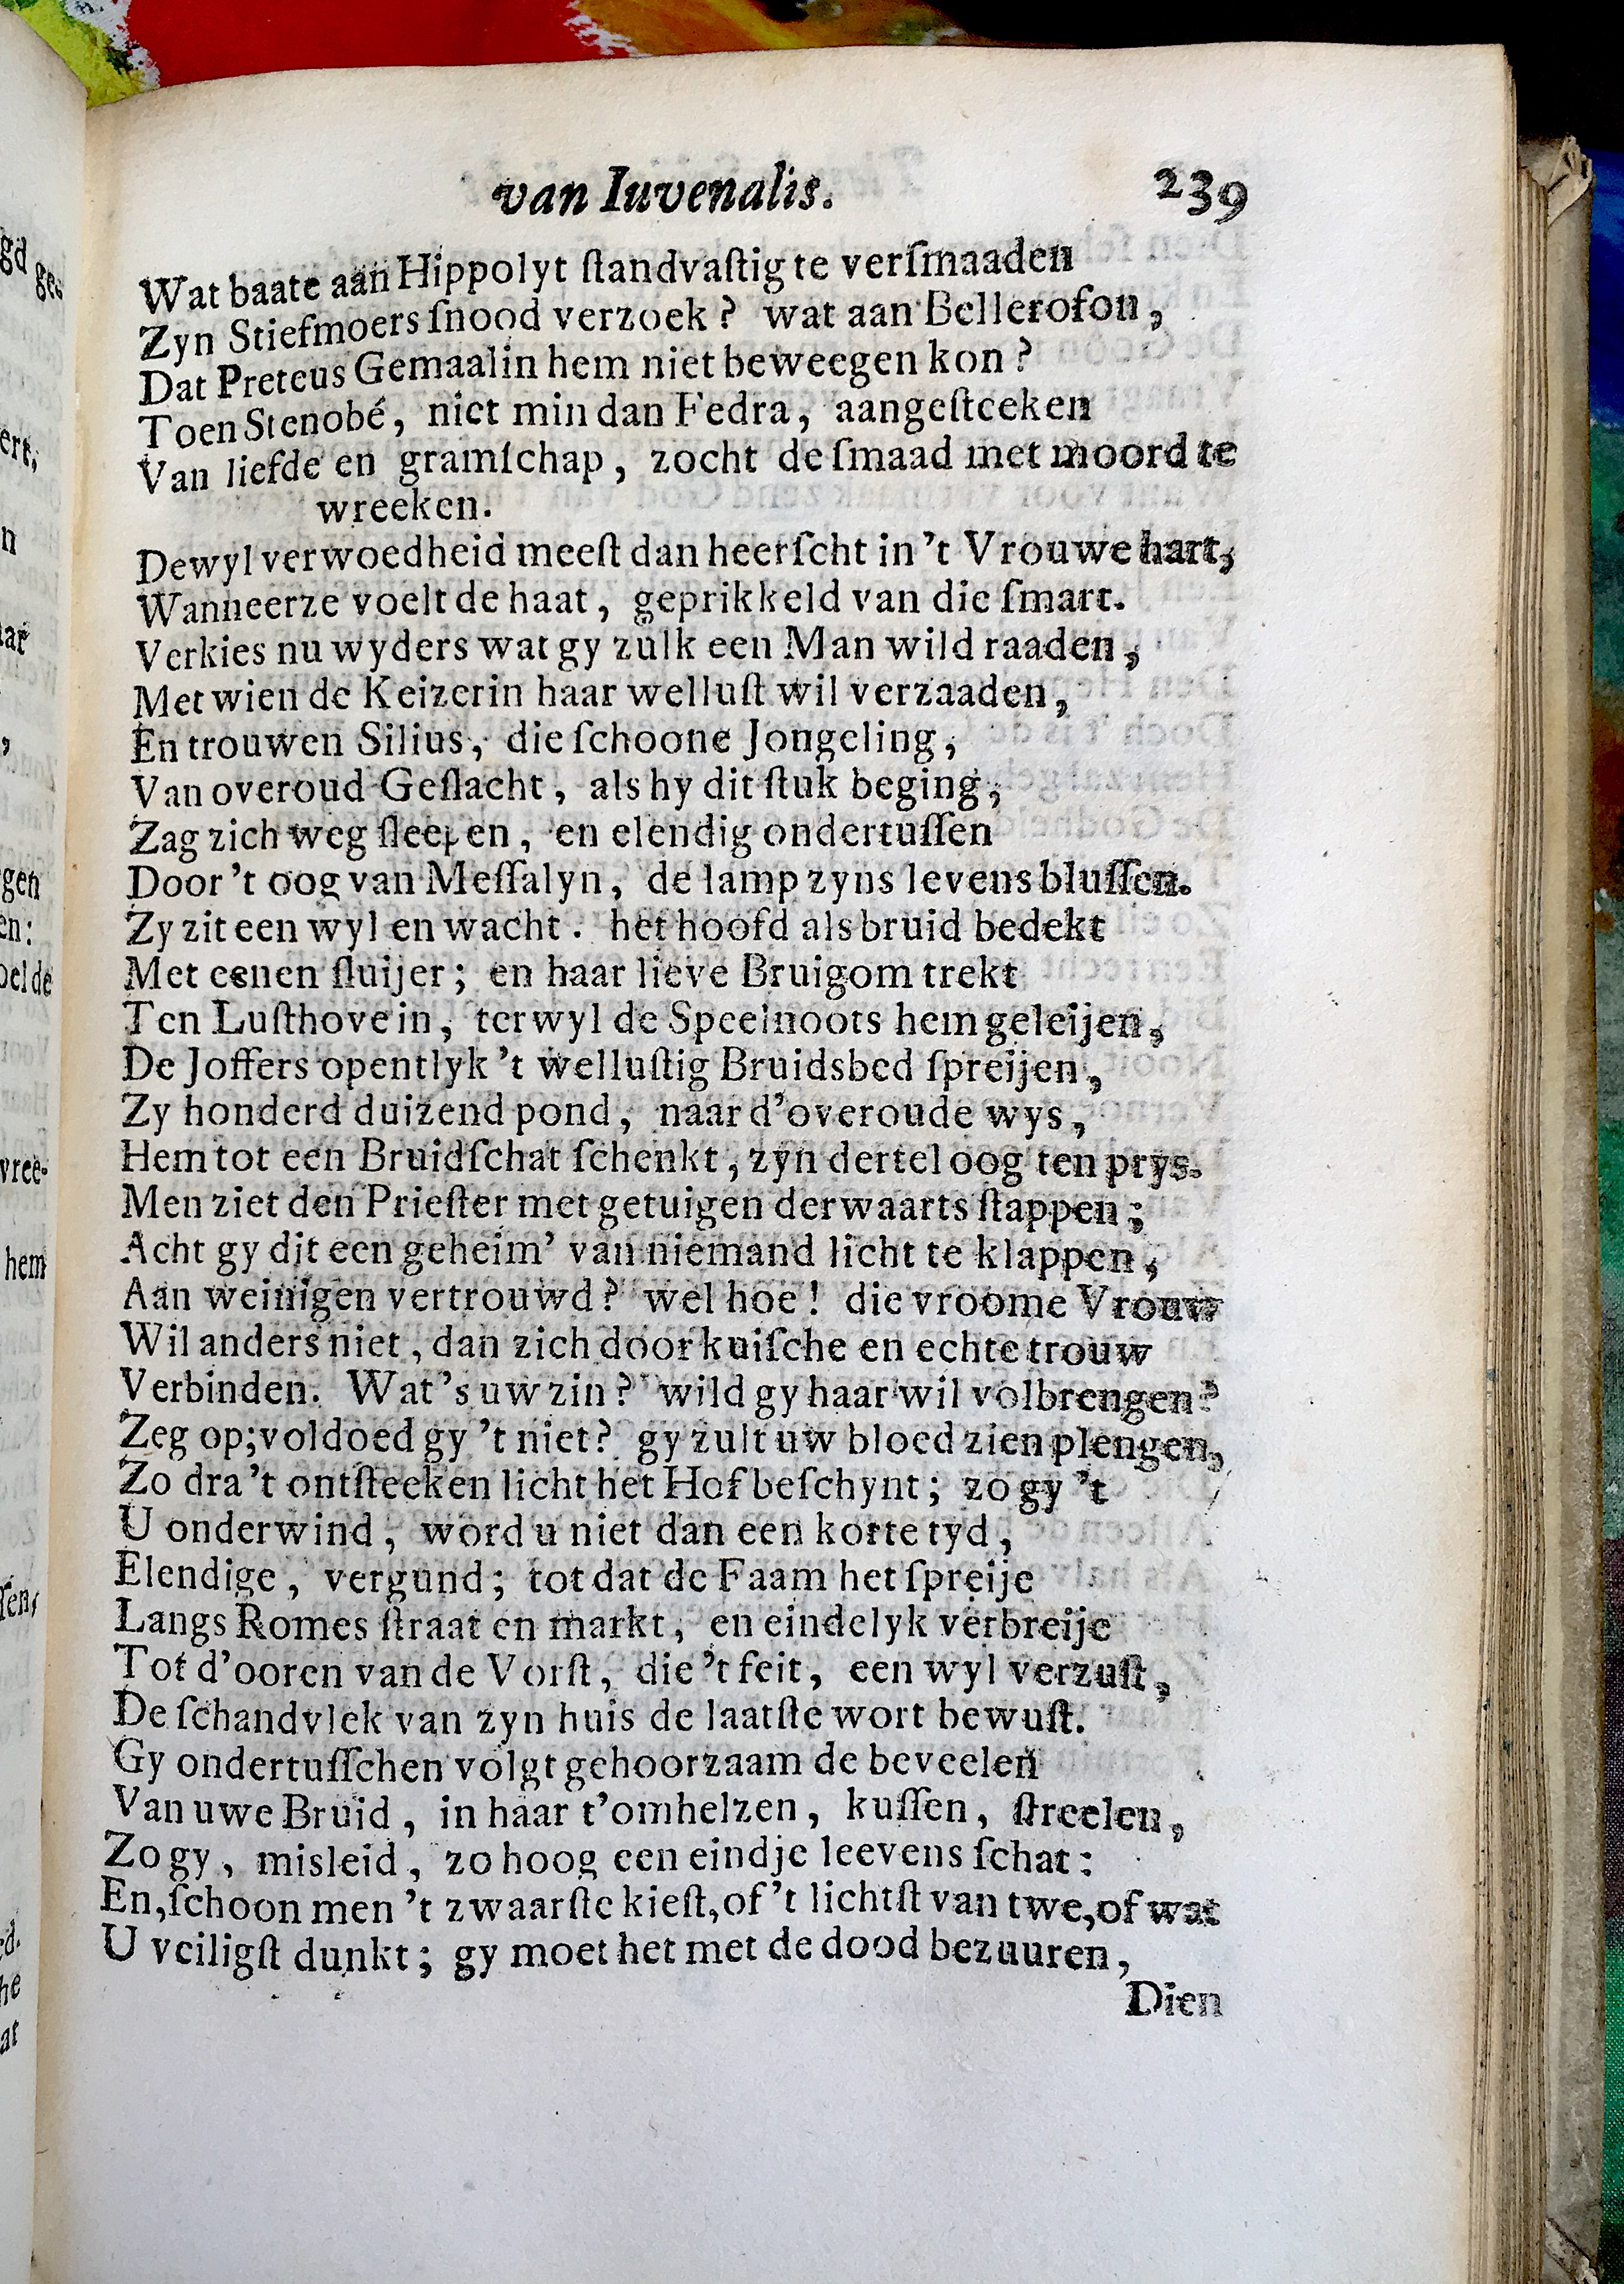 van Iuvenalis. 239
Wat baate aan Hippolyt ſtandvaſtig te verſmaaden
Zyn Stiefmoers ſnood verzoek? wat aan Bellerofon,
Dat Preteus Gemaalin hem niet beweegen kon?
Toen Stenobé, niet min dan Fedra, aangeſteeken
Van liefde en gramſchap, zocht de ſmaad met moord te
wreeken.
Dewyl verwoedheid meeſt dan heerſcht in 't Vrouwe hart,
Wanneerze voelt de haat, geprikkeld van die ſmart.
Verkies nu wyders wat gy zulk een Man wild raaden,
Met wien de Keizerin haar welluſt wil verzaaden,
En trouwen Silius, die ſchoone Jongeling,
Van overoud Geſlacht, als hy dit ſtuk beging,
Zag zich weg ſleepen, en elendig ondertuſſen
Door 't oog van Meſſalyn, de lamp zyns levens bluſſen.
Zy zit een wyl en wacht. het hoofd als bruid bedekt
Met eenen ſluijer; en haar lieve Bruigom trekt
Ten Luſthove in, terwyl de Speelnoots hem geleijen,
De Joffers opentlyk 't welluſtig Bruidsbed ſpreijen,
Zy honderd duizend pond, naar d'overoude wys,
Hem tot een Bruidſchat ſchenkt, zyn dertel oog ten prys.
Men ziet den Prieſter met getuigen derwaarts ſtappen;
Acht gy dit een geheim' van niemand licht te klappen,
Aan weinigen vertrouwd? wel hoe! die vroome Vrouw
Wil anders niet, dan zich door kuiſche en echte trouw
Verbinden. Wat's uw zin? wild gy haar wil volbrengen?
Zeg op; voldoed gy 't niet? gy zult uw bloed zien plengen,
Zo dra 't ontſteeken licht het Hof beſchynt; zo gy 't
U onderwind, word u niet dan een korte tyd,
Elendige, vergund; tot dat de Faam het ſpreije
Langs Romes ſtraat en markt, en eindelyk verbreije
Tot d'ooren van de Vorſt, die 't feit, een wyl verzuſt,
De ſchandvlek van zyn huis de laatſte wort bewuſt.
Gy ondertuſſchen volgt gehoorzaam de beveelen
Van uwe Bruid, in haar t'omhelzen, kuſſen, ſtreelen,
Zo gy, misleid, zo hoog een eindje leevens ſchat:
En, ſchoon men 't zwaarſte kieſt, of 't lichtſt van twe, of wat
U veiligſt dunkt; gy moet het met de dood bezuuren,
Dien